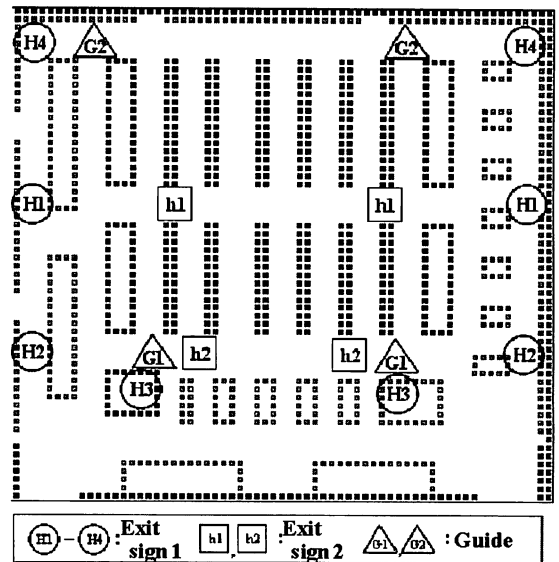 H4 G2 G2 H4
H1 h1 h1 H1
H2 G1 h2 h2 G1 H2
H3 H3
H1 - H4 : Exit sign 1 h1 , h2 : Exit sign 2 G1 , G2 : Guide